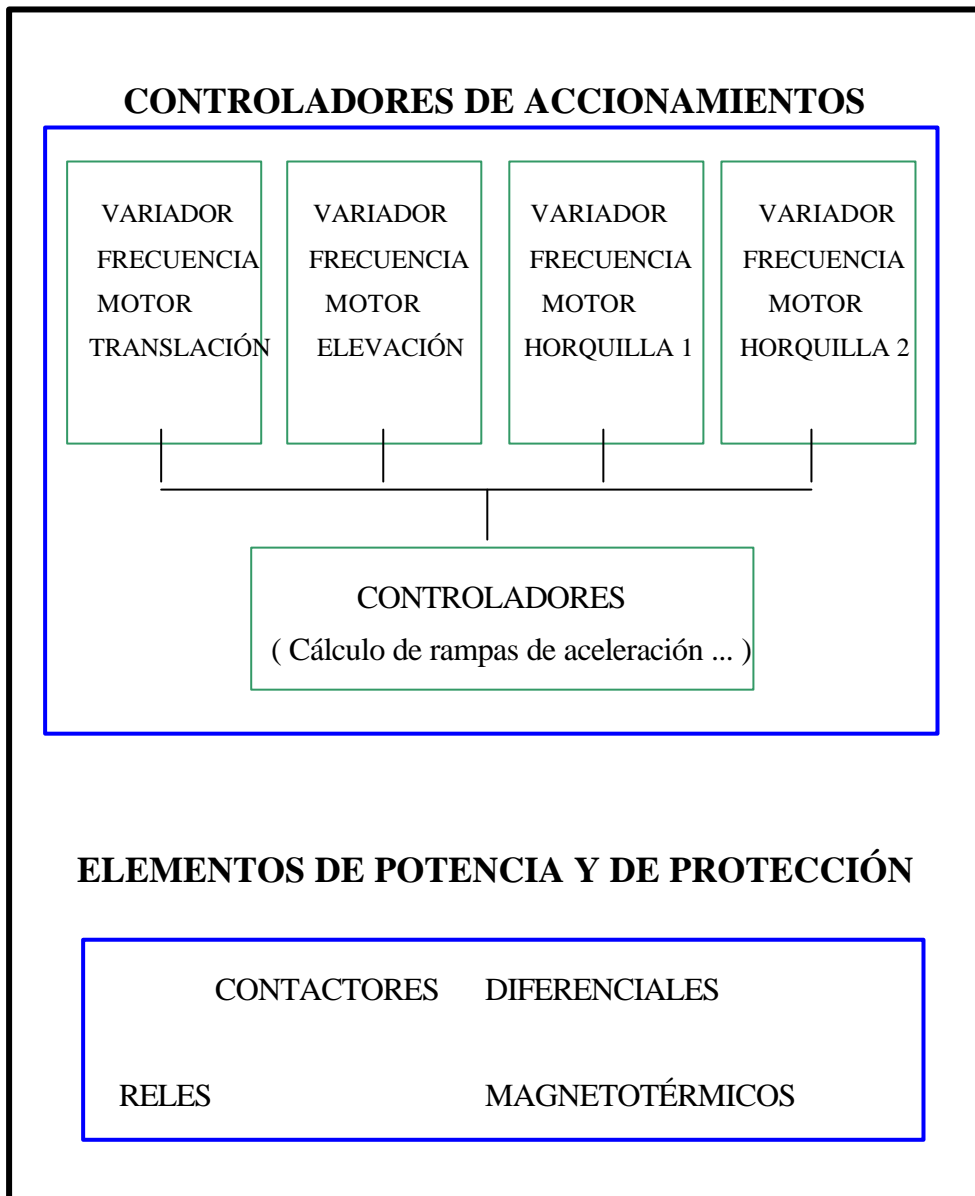 CONTROLADORES DE ACCIONAMIENTOS
VARIADOR
FRECUENCIA
MOTOR
TRANSLACIÓN
VARIADOR
FRECUENCIA
MOTOR
ELEVACIÓN
VARIADOR
FRECUENCIA
MOTOR
HORQUILLA 1
VARIADOR
FRECUENCIA
MOTOR
HORQUILLA 2
CONTROLADORES
( Cálculo de rampas de aceleración ... )
ELEMENTOS DE POTENCIA Y DE PROTECCIÓN
CONTACTORES DIFERENCIALES
RELES MAGNETOTÉRMICOS